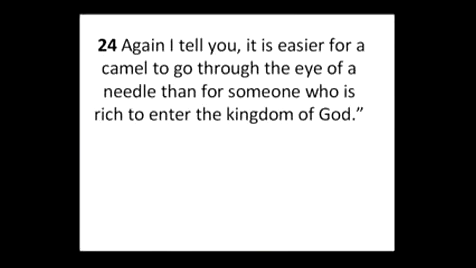 24 Again I tell you, it is easier for a
camel to go through the eye of a
needle than for someone who is
rich to enter the kingdom of God.”